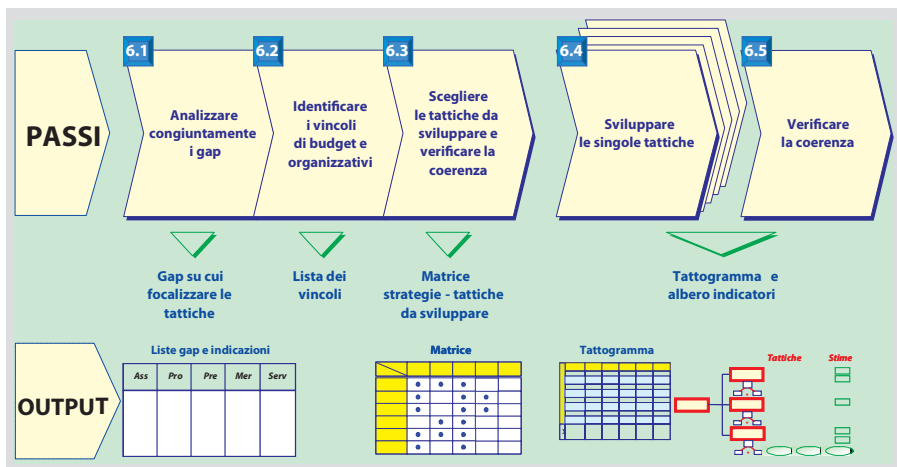 6.1
6.2
6.3
6.4
6.5
PASSI
Analizzare
congiuntamente
i gap
Identificare
i vincoli
di budget e
organizzativi
Scegliere
le tattiche da
sviluppare e
verificare la
coerenza
Sviluppare
le singole tattiche
Verificare
la coerenza
Gap su cui
focalizzare le
tattiche
Lista dei
vincoli
Matrice
strategie - tattiche
da sviluppare
Tattogramma e
albero indicatori
OUTPUT
Liste gap e indicazioni
Ass Pro Pre Mer Serv
Matrice
Tattogramma
Tattiche
Stime